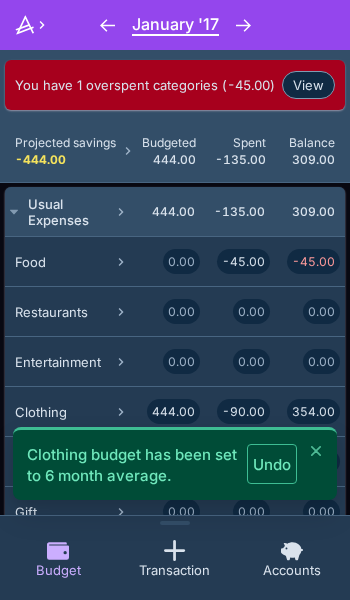 January '17
You have 1 overspent categories (-45.00) View
Projected savings Budgeted Spent Balance
-444.00 444.00 -135.00 309.00
Usual Expenses 444.00 -135.00 309.00
Food 0.00 -45.00 -45.00
Restaurants 0.00 0.00 0.00
Entertainment 0.00 0.00 0.00
Clothing 444.00 -90.00 354.00
Clothing budget has been set
to 6 month average.
Undo
Gift 0.00 0.00 0.00
Budget Transaction Accounts